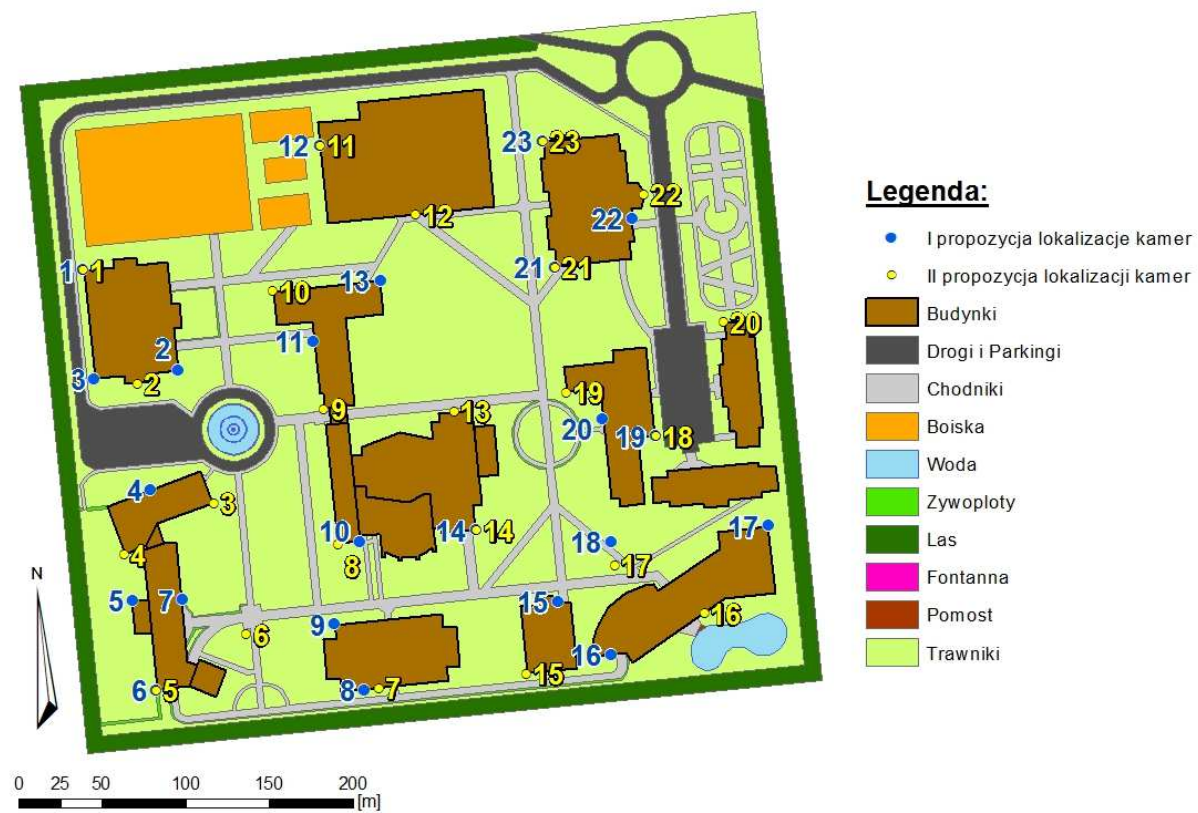 23 23
12 11
22
12
22
1 1
21 21
13
10
20
11
2
3 2
19
9
13
20
19 18
4
3
14 14
17
10
18
4
8
17
5
7
15
16
9
6
16
15
6 5
8 7
N
0 25 50 100 150 200
[m]
Legenda:
I propozycja lokalizacje kamer
II propozycja lokalizacji kamer
Budynki
Drogi i Parkingi
Chodniki
Boiska
Woda
Zywoploty
Las
Fontanna
Pomost
Trawniki